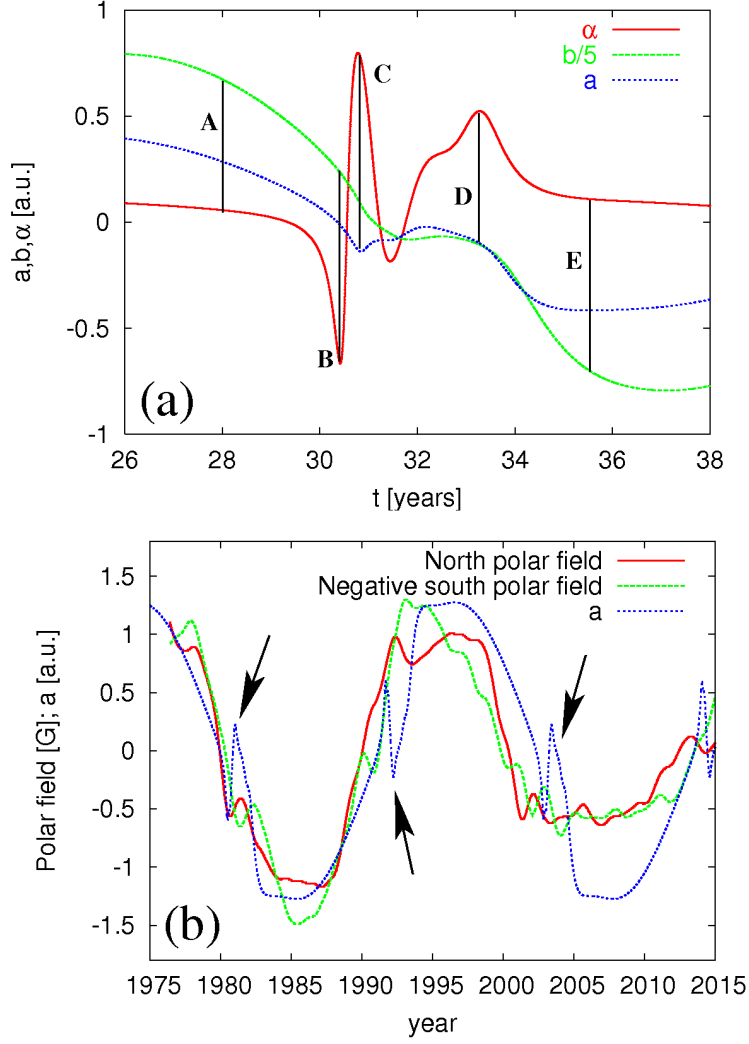 1
0.5
0
-0.5
-1
a,b,α [a.u.]
α
b/5
a
A
B
C
D
E
(a)
26 28 30 32 34 36 38
t [years]
1.5
1
0.5
0
-0.5
-1
-1.5
Polar field [G]; a [a.u.]
North polar field
Negative south polar field
a
(b)
1975 1980 1985 1990 1995 2000 2005 2010 2015
year